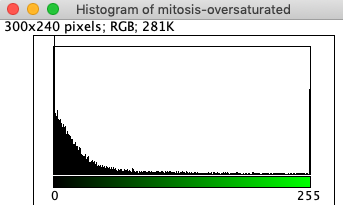 Histogram of mitosis-oversaturated
300x240 pixels; RGB; 281K
0 255